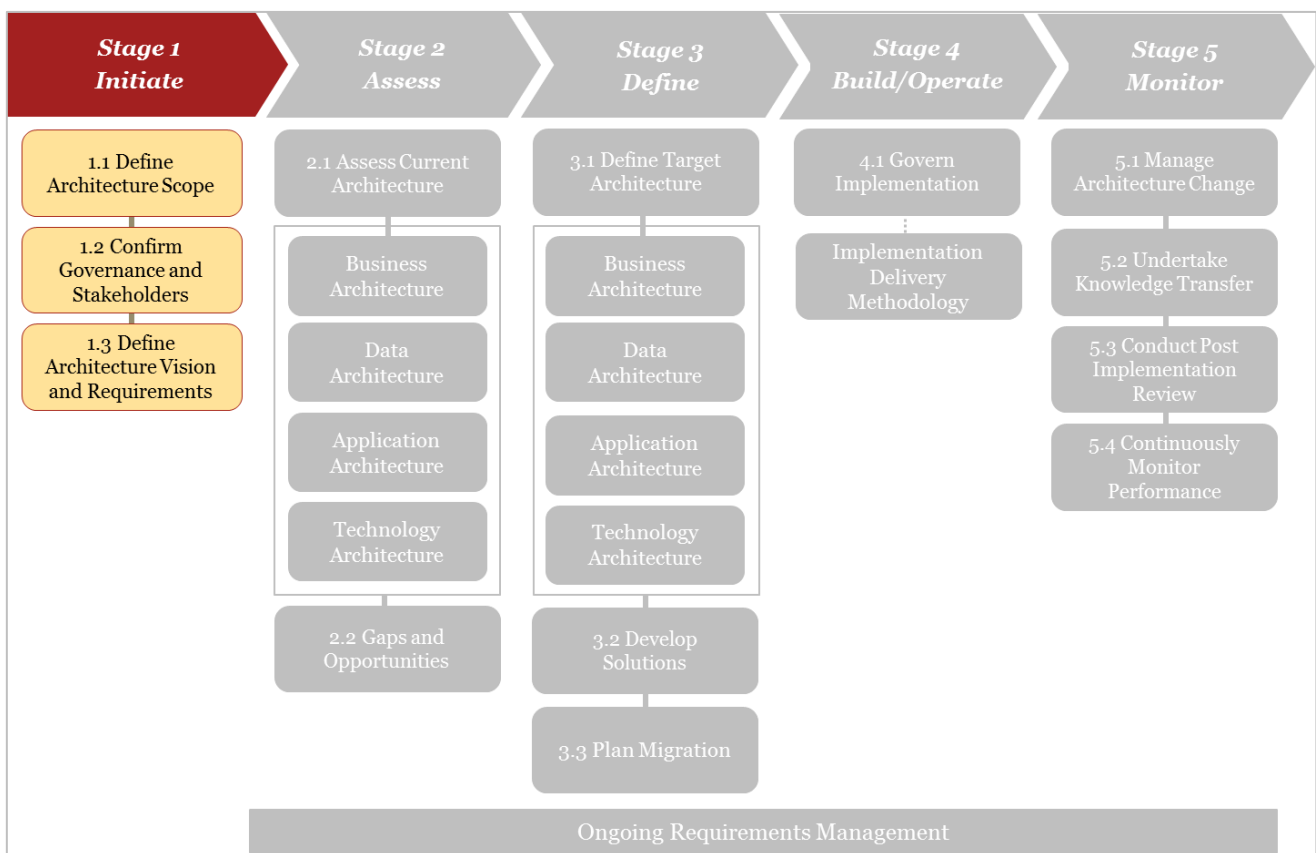 Stage 1
Initiate
Stage 2
Assess
Stage 3
Define
Stage 4
Build/Operate
Stage 5
Monitor
1.1 Define
Architecture Scope
1.2 Confirm
Governance and
Stakeholders
1.3 Define
Architecture Vision
and Requirements
2.1 Assess Current
Architecture
Business
Architecture
Data
Architecture
Application
Architecture
Technology
Architecture
2.2 Gaps and
Opportunities
3.1 Define Target
Architecture
Business
Architecture
Data
Architecture
Application
Architecture
Technology
Architecture
3.2 Develop
Solutions
3.3 Plan Migration
4.1 Govern
Implementation
Implementation
Delivery
Methodology
5.1 Manage
Architecture Change
5.2 Undertake
Knowledge Transfer
5.3 Conduct Post
Implementation
Review
5.4 Continuously
Monitor
Performance
Ongoing Requirements Management